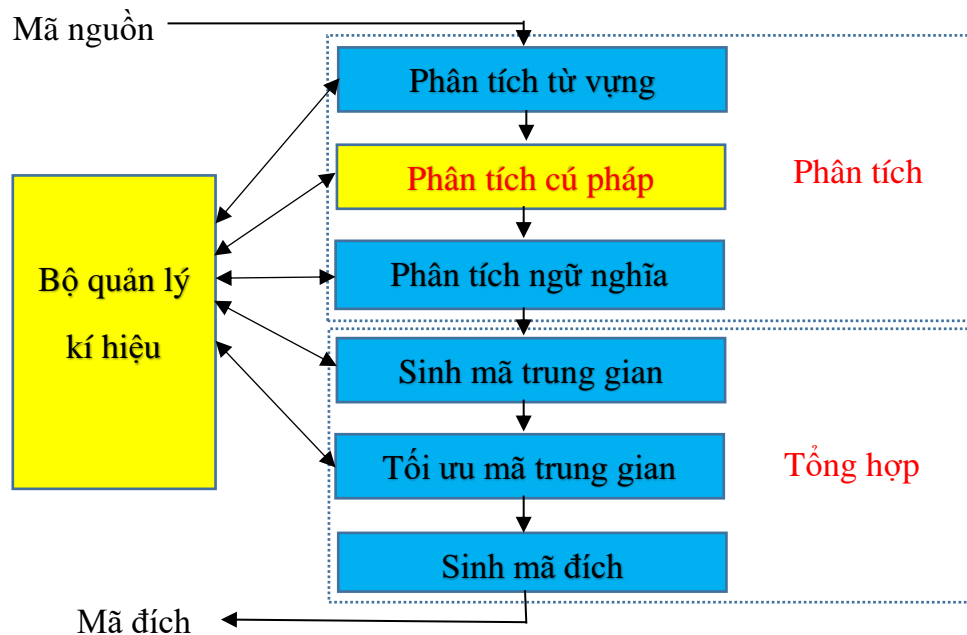 Mã nguồn
Phân tích từ vựng
Phân tích cú pháp
Phân tích
Bộ quản lý
kí hiệu
Phân tích ngữ nghĩa
Sinh mã trung gian
Tối ưu mã trung gian
Tổng hợp
Sinh mã đích
Mã đích